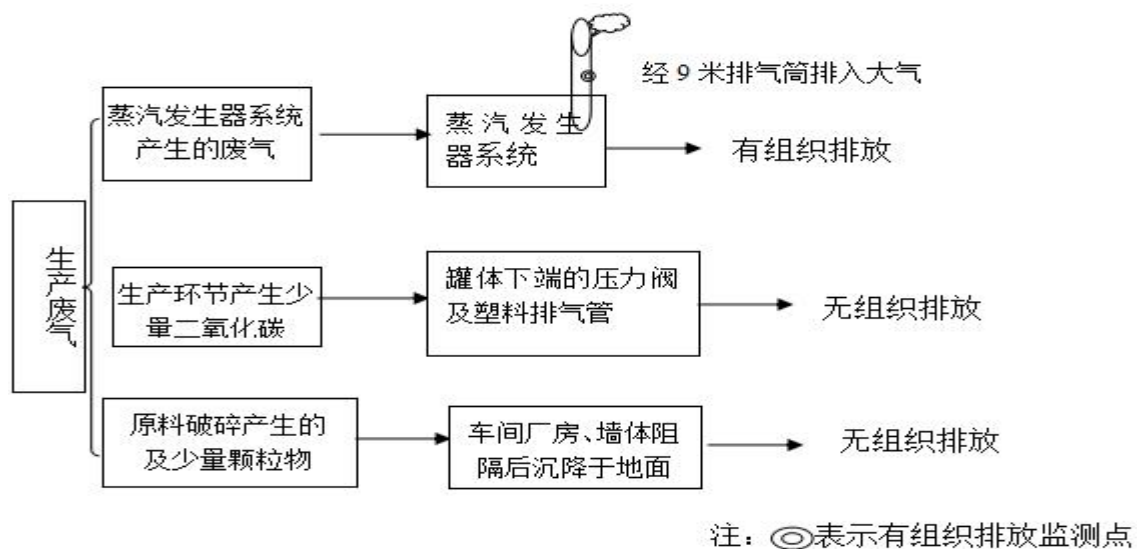 经9米排气筒排入大气
蒸汽发生器系统
产生的废气
蒸汽发生
器系统
有组织排放
生产废气
生产环节产生少
量二氧化碳
罐体下端的压力阀
及塑料排气管
无组织排放
原料破碎产生的
及少量颗粒物
车间厂房、墙体阻
隔后沉降于地面
无组织排放
注：◎表示有组织排放监测点